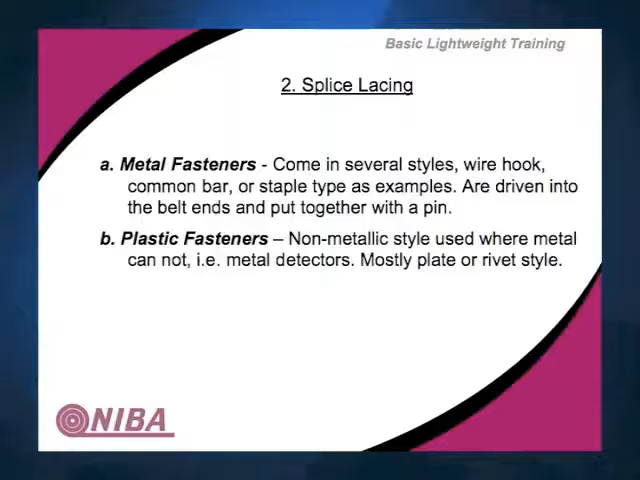 Basic Lightweight Training
2. Splice Lacing
a. Metal Fasteners - Come in several styles, wire hook,
common bar, or staple type as examples. Are driven into
the belt ends and put together with a pin.
b. Plastic Fasteners – Non-metallic style used where metal
can not, i.e. metal detectors. Mostly plate or rivet style.
NIBA